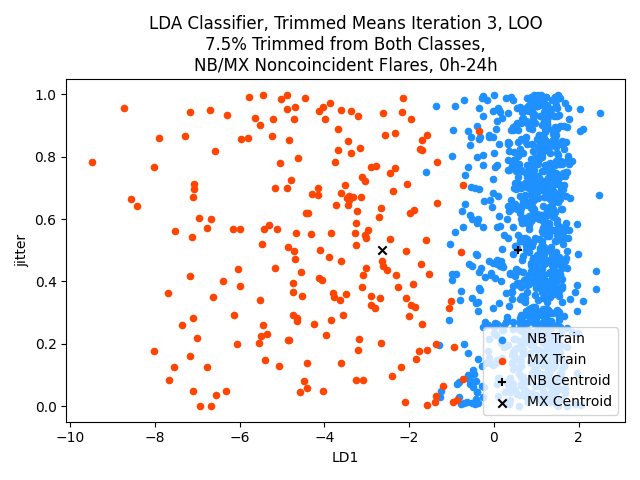 LDA Classifier, Trimmed Means Iteration 3, LOO
7.5% Trimmed from Both Classes,
NB/MX Noncoincident Flares, 0h-24h
1.0
0.8
0.6
0.4
0.2
0.0
jitter
NB Train
MX Train
NB Centroid
MX Centroid
−10
−8
−6
−4
−2
0
2
LD1